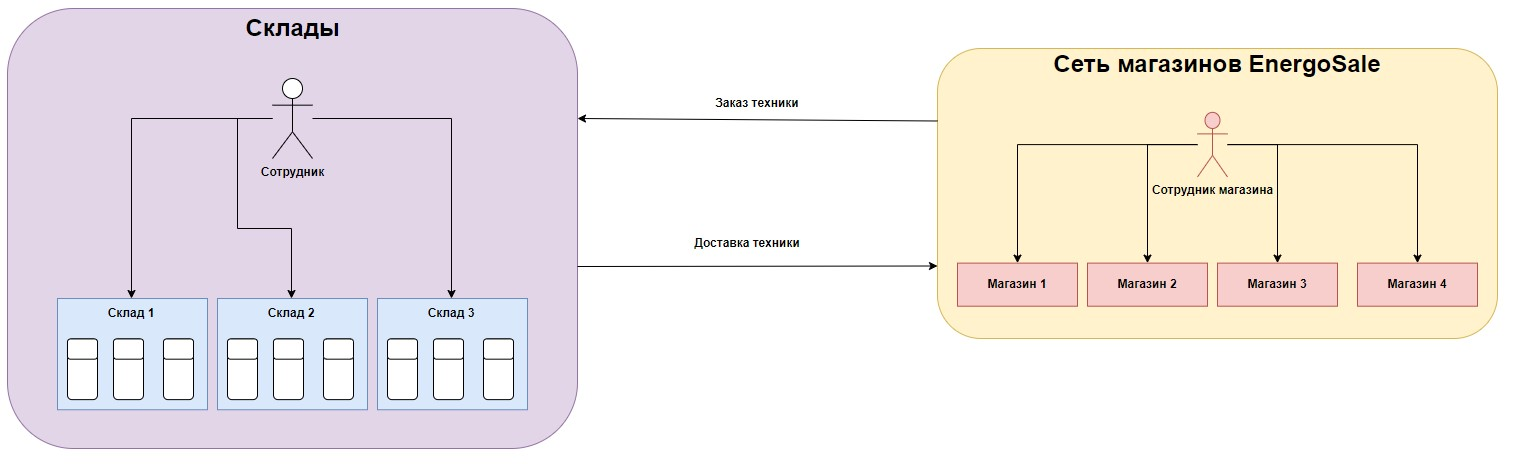 Склады
Сотрудник
Склад 1
Склад 2
Склад 3
Заказ техники
Доставка техники
Сеть магазинов EnergoSale
Сотрудник магазина
Магазин 1
Магазин 2
Магазин 3
Магазин 4